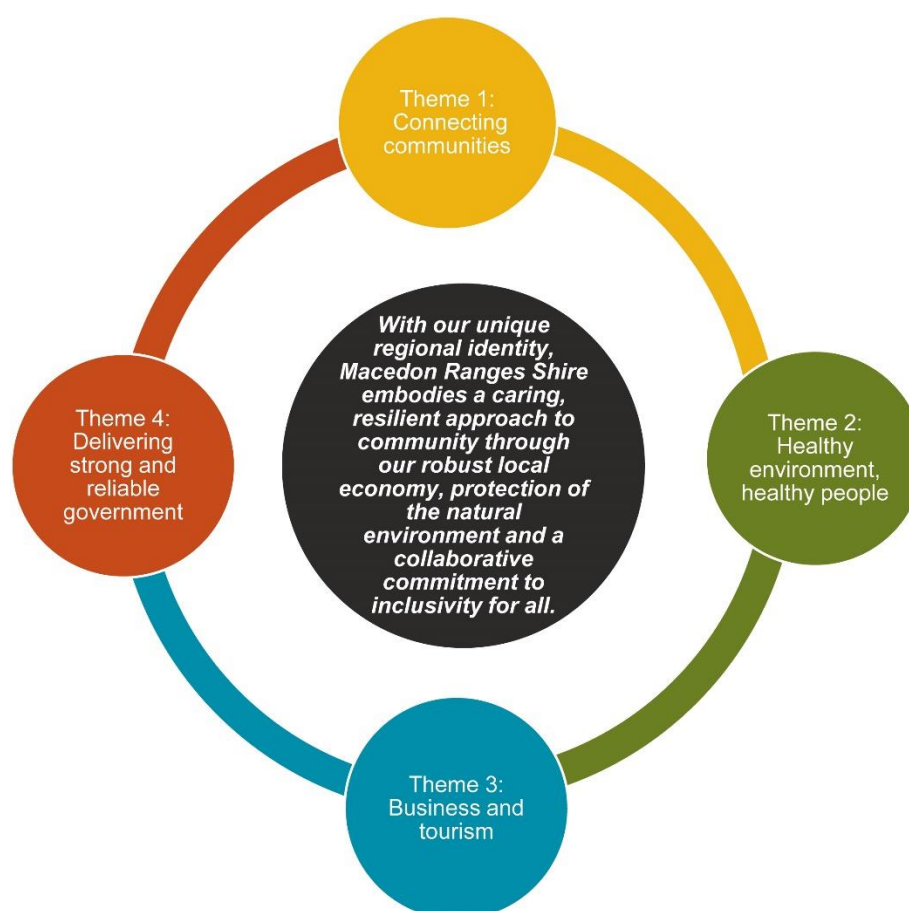 Theme 1:
Connecting
communities
With our unique
regional identity,
Macedon Ranges Shire
embodies a caring,
resilient approach to
community through
our robust local
economy, protection of
the natural
environment and a
collaborative
commitment to
inclusivity for all.
Theme 2:
Healthy
environment,
healthy people
Theme 3:
Business and
tourism
Theme 4:
Delivering
strong and
reliable
government